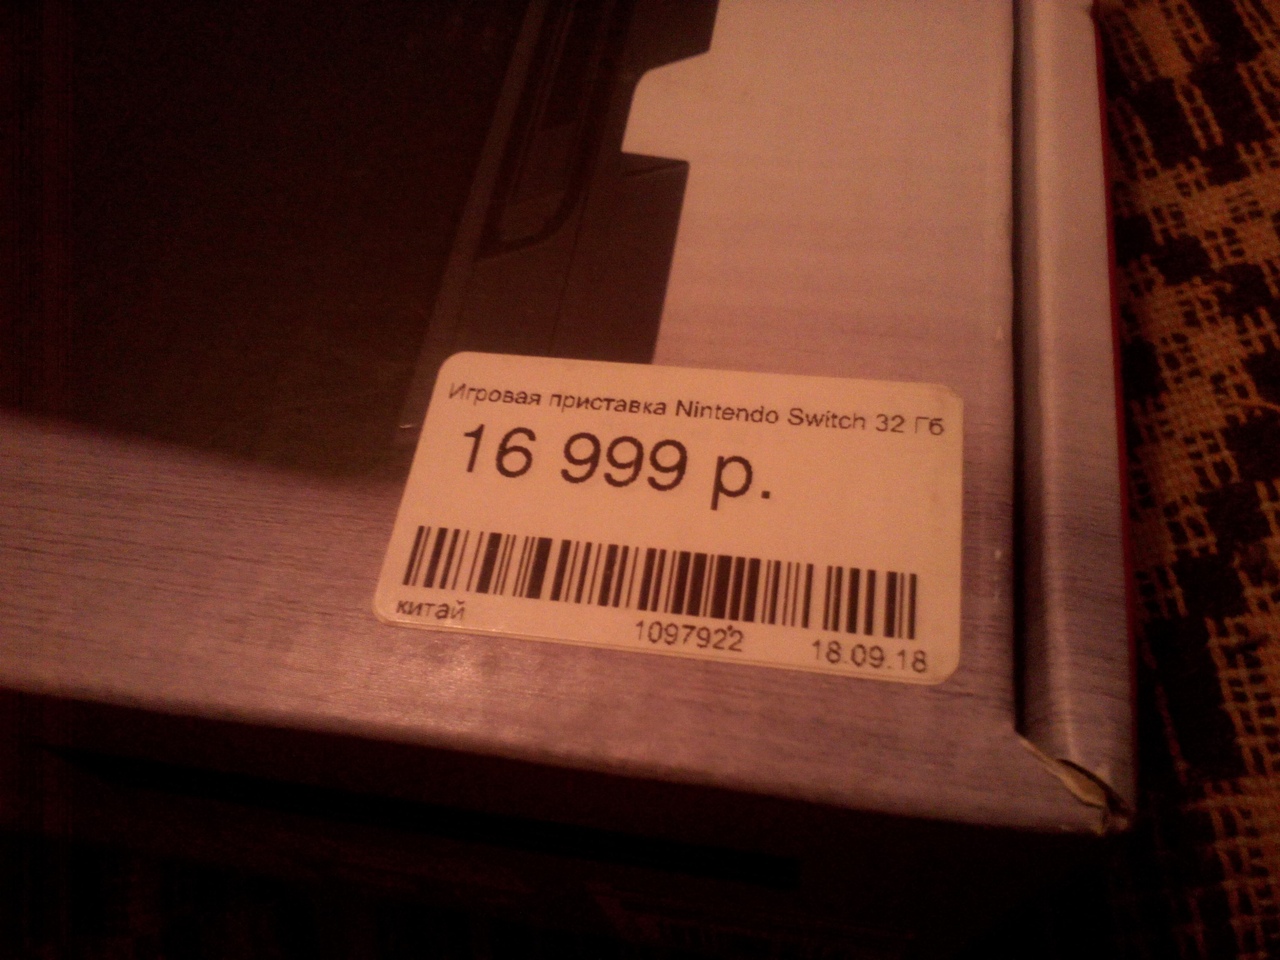 Игровая приставка Nintendo Switch 32 Гб
16 999 р.
китай
1097922
18.09.18